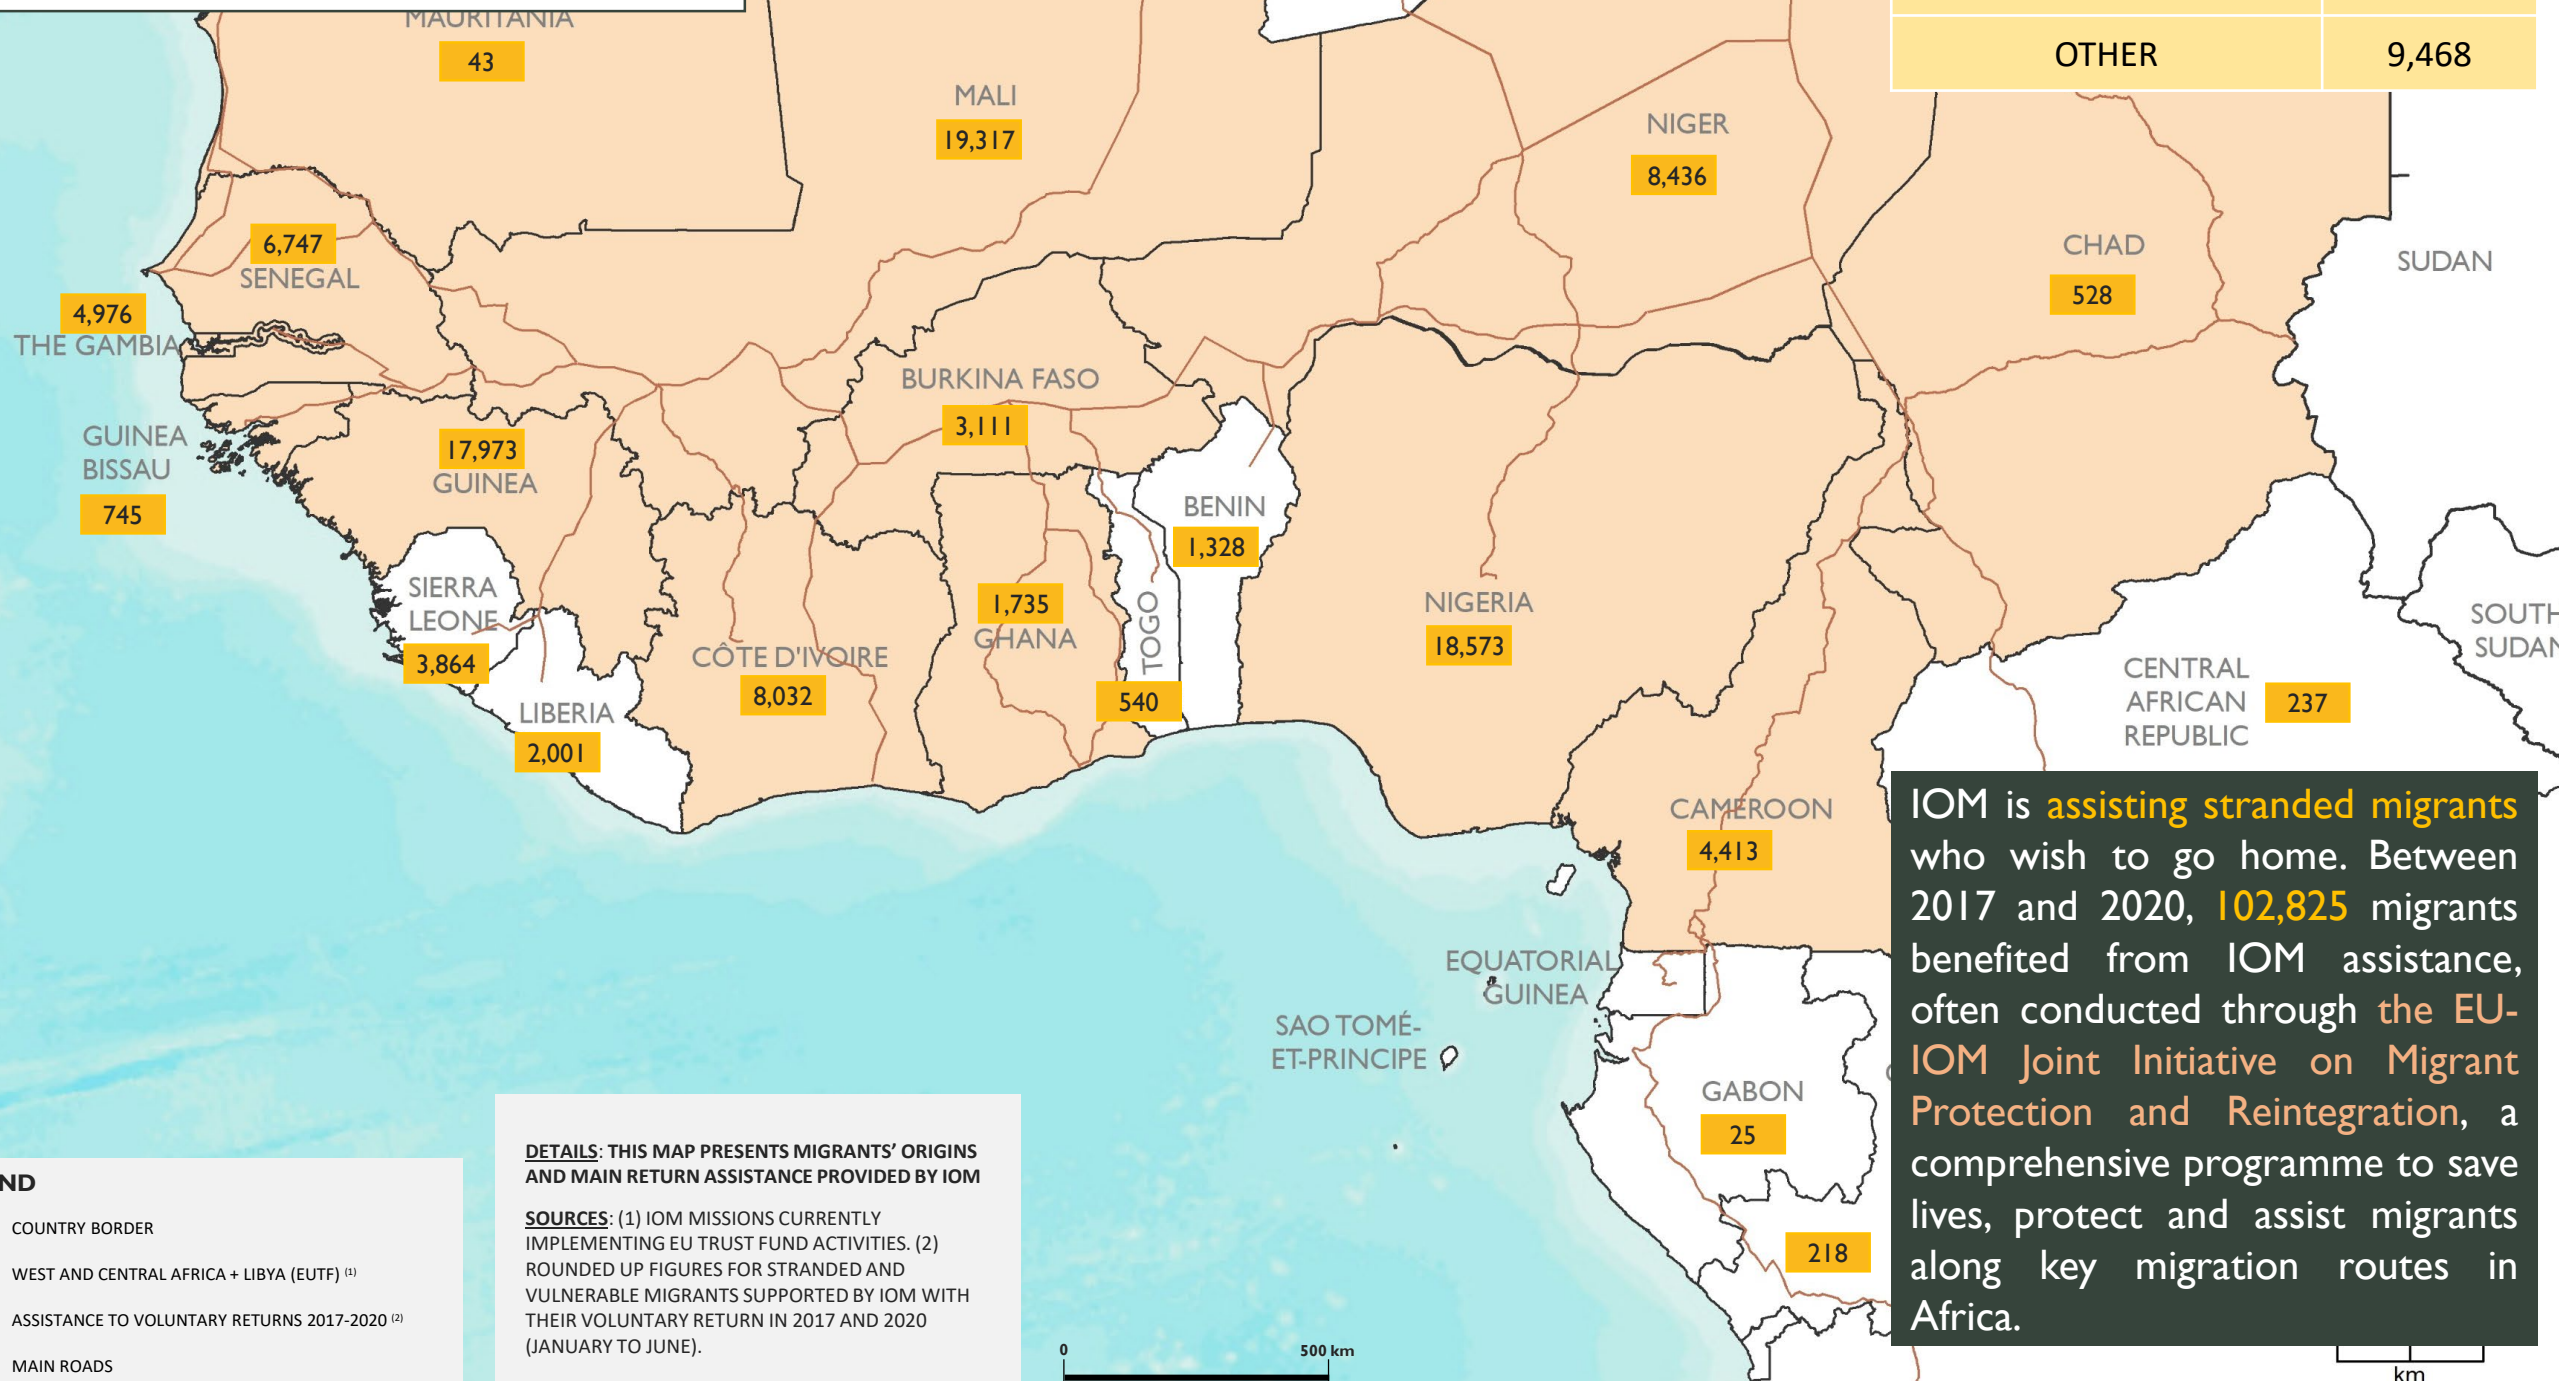 MAURITANIA
43
OTHER 9,468
MALI
19,317
NIGER
8,436
6,747
SENEGAL
CHAD
528
SUDAN
4,976
THE GAMBIA
BURKINA FASO
3,111
GUINEA
BISSAU
745
17,973
GUINEA
BENIN
1,328
SIERRA
LEONE
3,864
1,735
GHANA
TOGO
540
NIGERIA
18,573
SOUTH
SUDAN
CÔTE D'IVOIRE
8,032
CENTRAL
AFRICAN
REPUBLIC
237
LIBERIA
2,001
CAMEROON
4,413
IOM is assisting stranded migrants
who wish to go home. Between
2017 and 2020, 102,825 migrants
benefited from IOM assistance,
often conducted through the EU-
IOM Joint Initiative on Migrant
Protection and Reintegration, a
comprehensive programme to save
lives, protect and assist migrants
along key migration routes in
Africa.
EQUATORIAL
GUINEA
SAO TOMÉ-
ET-PRINCIPE
GABON
25
218
ND
COUNTRY BORDER
WEST AND CENTRAL AFRICA + LIBYA (EUTF) (1)
ASSISTANCE TO VOLUNTARY RETURNS 2017-2020 (2)
MAIN ROADS
DETAILS: THIS MAP PRESENTS MIGRANTS' ORIGINS
AND MAIN RETURN ASSISTANCE PROVIDED BY IOM
SOURCES: (1) IOM MISSIONS CURRENTLY
IMPLEMENTING EU TRUST FUND ACTIVITIES. (2)
ROUNDED UP FIGURES FOR STRANDED AND
VULNERABLE MIGRANTS SUPPORTED BY IOM WITH
THEIR VOLUNTARY RETURN IN 2017 AND 2020
(JANUARY TO JUNE).
0 500 km
km